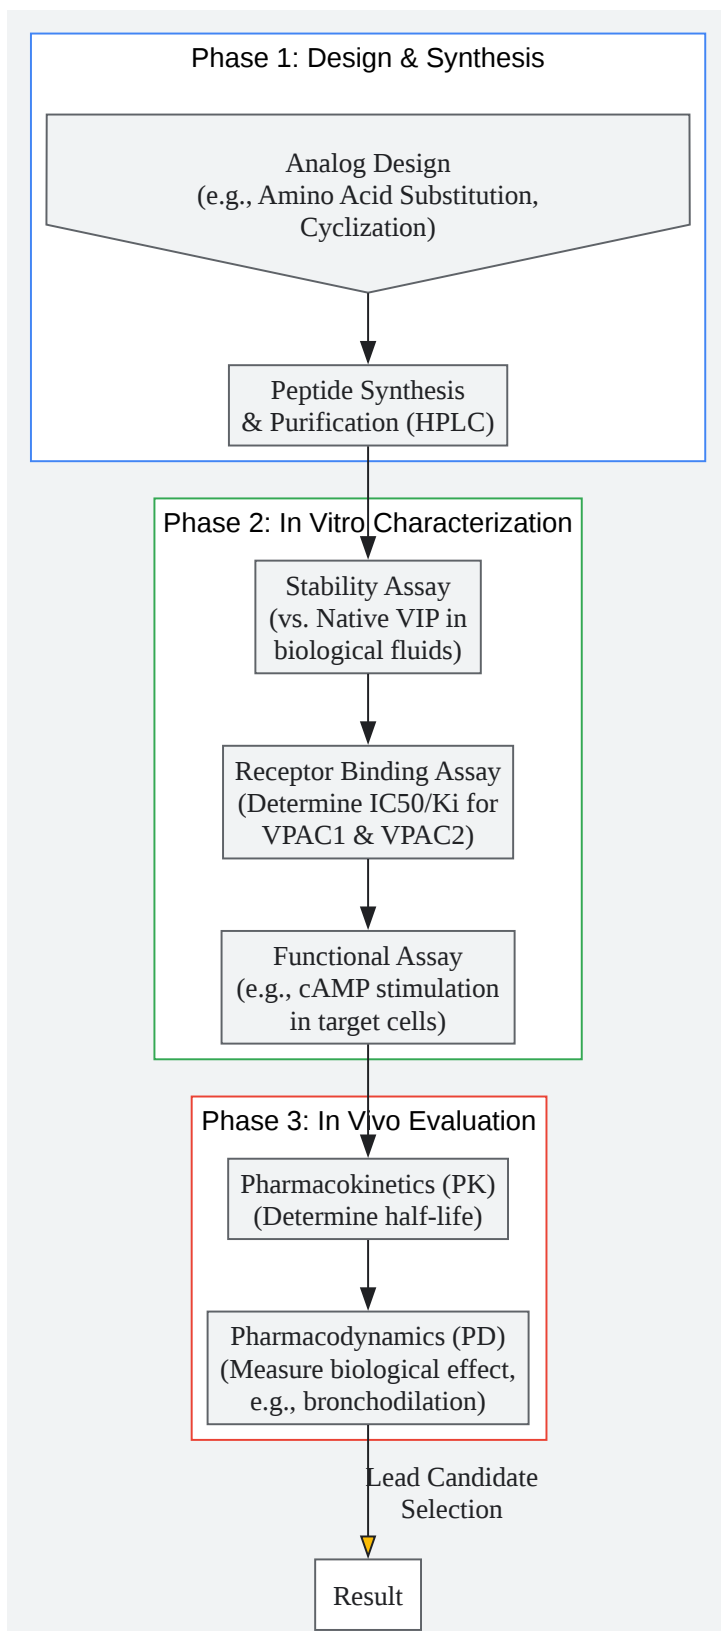 Phase 1: Design & Synthesis
Analog Design
(e.g., Amino Acid Substitution,
Cyclization)
Peptide Synthesis
& Purification (HPLC)
Phase 2: In Vitro Characterization
Stability Assay
(vs. Native VIP in
biological fluids)
Receptor Binding Assay
(Determine IC50/Ki for
VPAC1 & VPAC2)
Functional Assay
(e.g., cAMP stimulation
in target cells)
Phase 3: In Vivo Evaluation
Pharmacokinetics (PK)
(Determine half-life)
Pharmacodynamics (PD)
(Measure biological effect,
e.g., bronchodilation)
Lead Candidate
Selection
Result